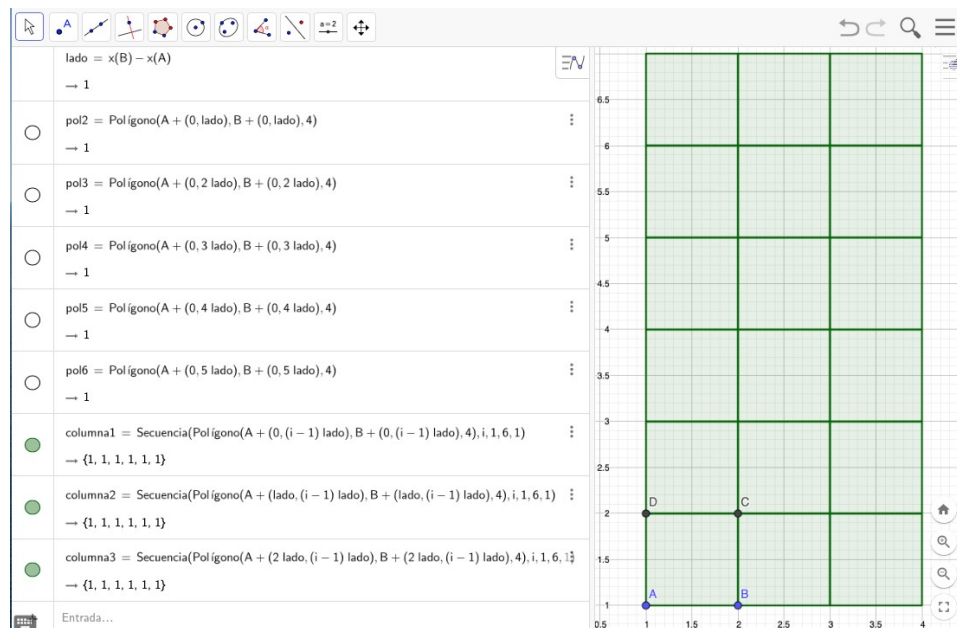 A
a=2
lado = x(B) − x(A)
→ 1
pol2 = Polígono(A + (0, lado), B + (0, lado), 4)
→ 1
pol3 = Polígono(A + (0, 2 lado), B + (0, 2 lado), 4)
→ 1
pol4 = Polígono(A + (0, 3 lado), B + (0, 3 lado), 4)
→ 1
pol5 = Polígono(A + (0, 4 lado), B + (0, 4 lado), 4)
→ 1
pol6 = Polígono(A + (0, 5 lado), B + (0, 5 lado), 4)
→ 1
columna1 = Secuencia(Polígono(A + (0, (i − 1) lado), B + (0, (i − 1) lado), 4), i, 1, 6, 1)
→ {1, 1, 1, 1, 1, 1}
columna2 = Secuencia(Polígono(A + (lado, (i − 1) lado), B + (lado, (i − 1) lado), 4), i, 1, 6, 1)
→ {1, 1, 1, 1, 1, 1}
columna3 = Secuencia(Polígono(A + (2 lado, (i − 1) lado), B + (2 lado, (i − 1) lado), 4), i, 1, 6, 1)
→ {1, 1, 1, 1, 1, 1}
Entrada...
6.5
6
5.5
5
4.5
4
3.5
3
2.5
D C
2
1.5
A B
1
0.5 1 1.5 2 2.5 3 3.5 4